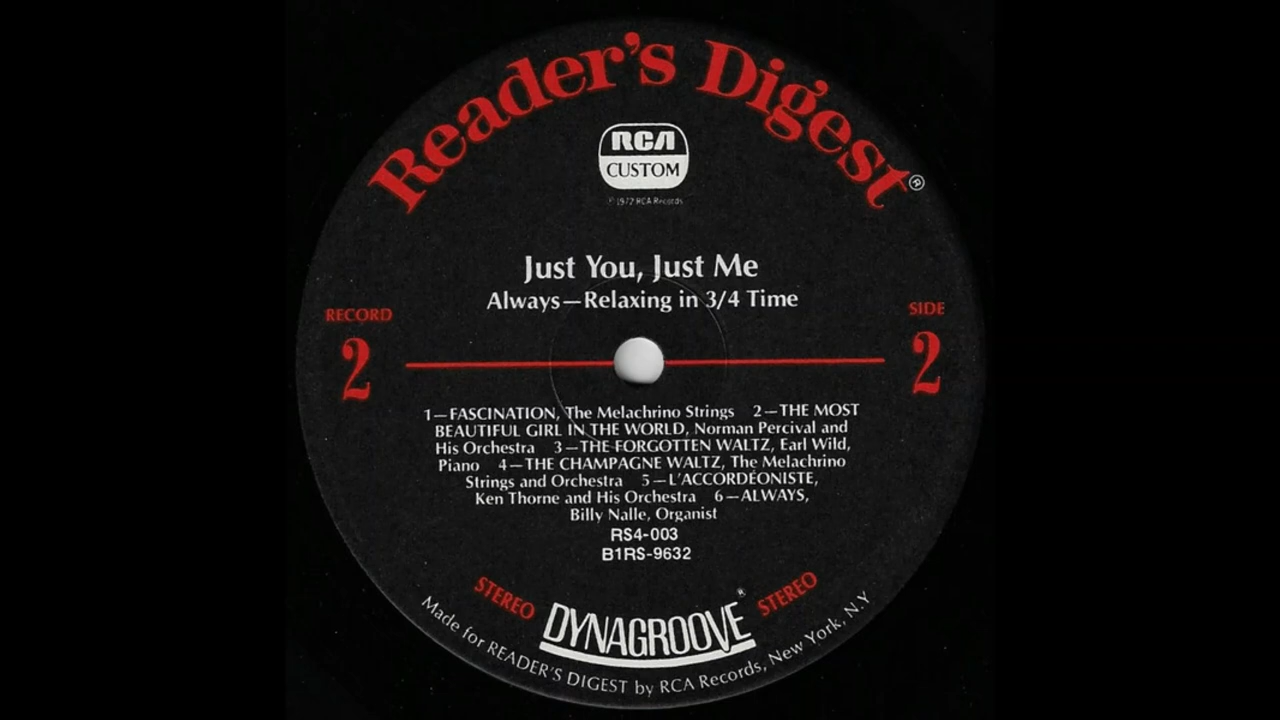 Reader's Digest®
RCA
CUSTOM
℗ 1972 RCA Records
Just You, Just Me
Always—Relaxing in 3/4 Time
RECORD
2
SIDE
2
1—FASCINATION, The Melachrino Strings 2—THE MOST
BEAUTIFUL GIRL IN THE WORLD, Norman Percival and
His Orchestra 3—THE FORGOTTEN WALTZ, Earl Wild,
Piano 4—THE CHAMPAGNE WALTZ, The Melachrino
Strings and Orchestra 5—L'ACCORDÉONISTE,
Ken Thorne and His Orchestra 6—ALWAYS,
Billy Nalle, Organist
RS4-003
B1RS-9632
STEREO DYNAGROOVE® STEREO
Made for READER'S DIGEST by RCA Records, New York, N.Y